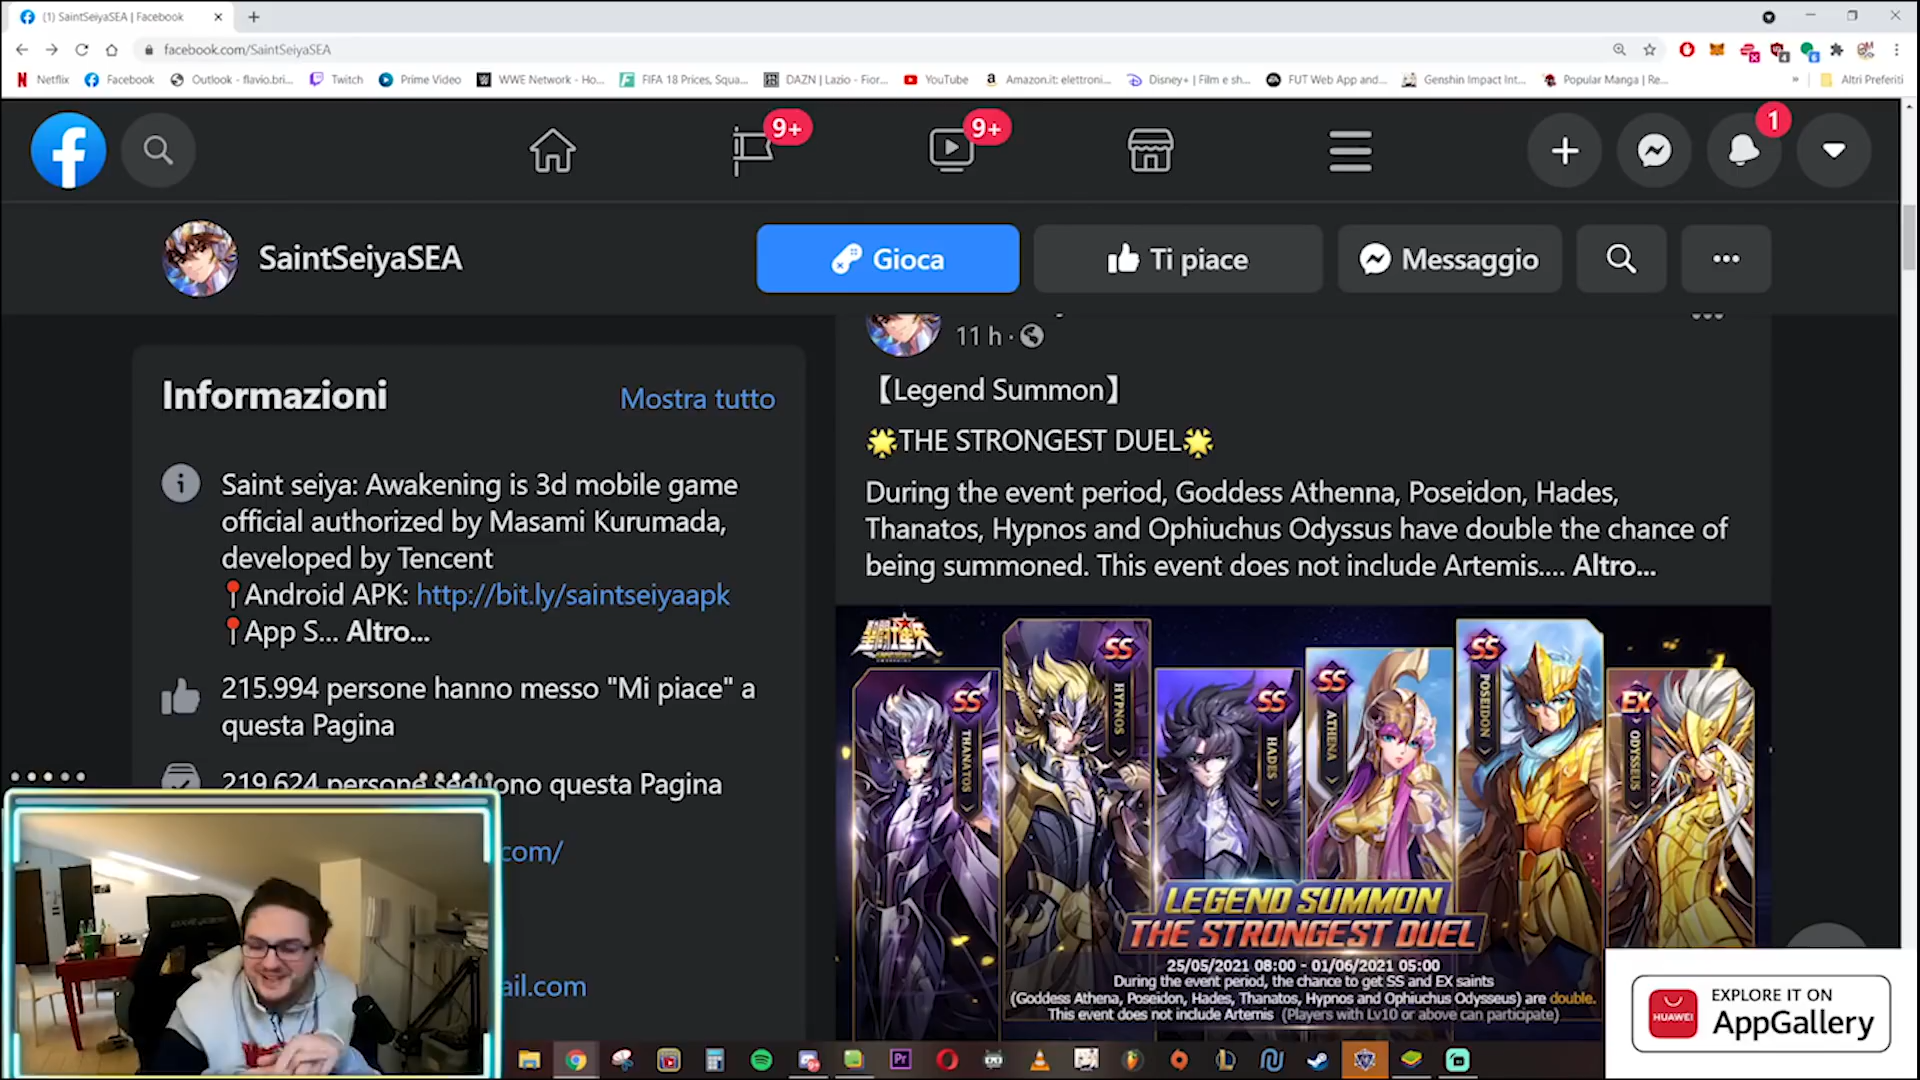 (1) SaintSeiyaSEA | Facebook
facebook.com/SaintSeiyaSEA
Netflix Facebook Outlook - flavio.bri... Twitch Prime Video WWE Network - Ho... FIFA 18 Prices, Squa... DAZN | Lazio - Fior... YouTube Amazon.it: elettroni... Disney+ | Film e sh... FUT Web App and... Genshin Impact Int... Popular Manga | Re... » Altri Preferiti
9+ 9+ 1
SaintSeiyaSEA
Gioca
Ti piace
Messaggio
11 h ·
Informazioni
Mostra tutto
Saint seiya: Awakening is 3d mobile game
official authorized by Masami Kurumada,
developed by Tencent
📍Android APK: http://bit.ly/saintseiyaapk
📍App S... Altro...
215.994 persone hanno messo "Mi piace" a
questa Pagina
219.624 persone seguono questa Pagina
com/
ail.com
【Legend Summon】
🌟THE STRONGEST DUEL🌟
During the event period, Goddess Athenna, Poseidon, Hades,
Thanatos, Hypnos and Ophiuchus Odyssus have double the chance of
being summoned. This event does not include Artemis.... Altro...
SS THANATOS
SS HYPNOS
SS HADES
SS ATHENA
SS POSEIDON
EX ODYSSEUS
LEGEND SUMMON
THE STRONGEST DUEL
25/05/2021 08:00 - 01/06/2021 05:00
During the event period, the chance to get SS and EX saints
(Goddess Athena, Poseidon, Hades, Thanatos, Hypnos and Ophiuchus Odysseus) are double.
This event does not include Artemis (Players with Lv10 or above can participate)
HUAWEI
EXPLORE IT ON
AppGallery